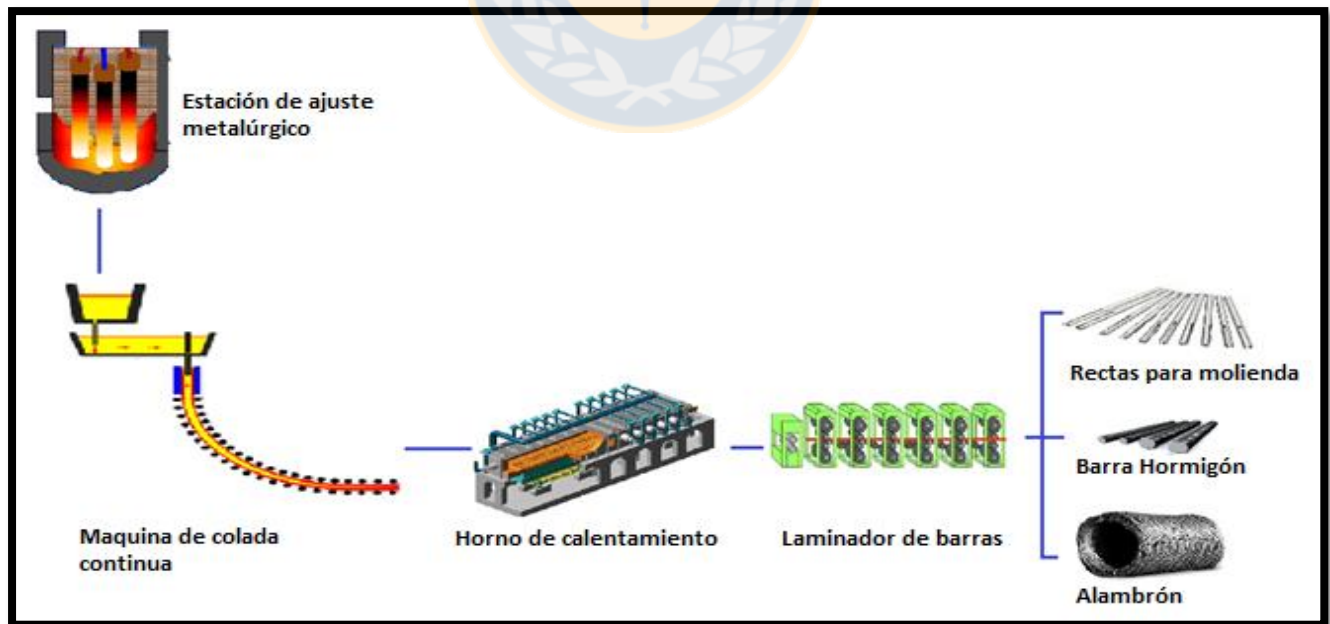 Estación de ajuste
metalúrgico
Maquina de colada
continua
Horno de calentamiento
Laminador de barras
Rectas para molienda
Barra Hormigón
Alambrón